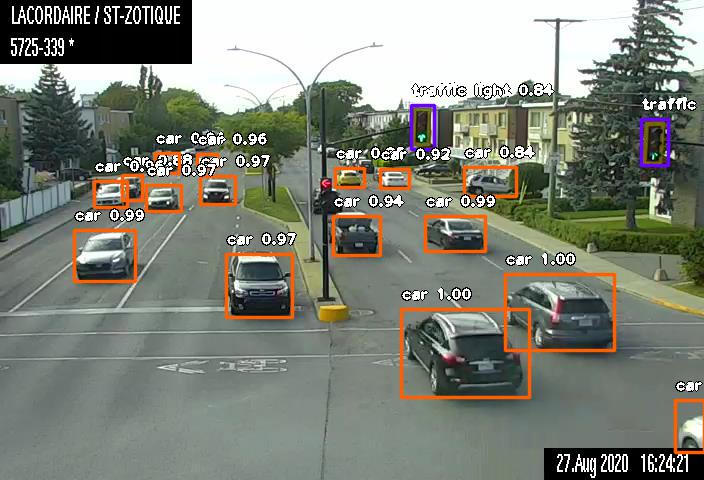 LACORDAIRE / ST-ZOTIQUE
5725-339 *
traffic light 0.84
traffic
car 0.96
car 0.97
car 0.97
car 0.92
car 0.84
car 0.99
car 0.94
car 0.99
car 0.97
car 1.00
car 1.00
car
27.Aug 2020 16:24:21